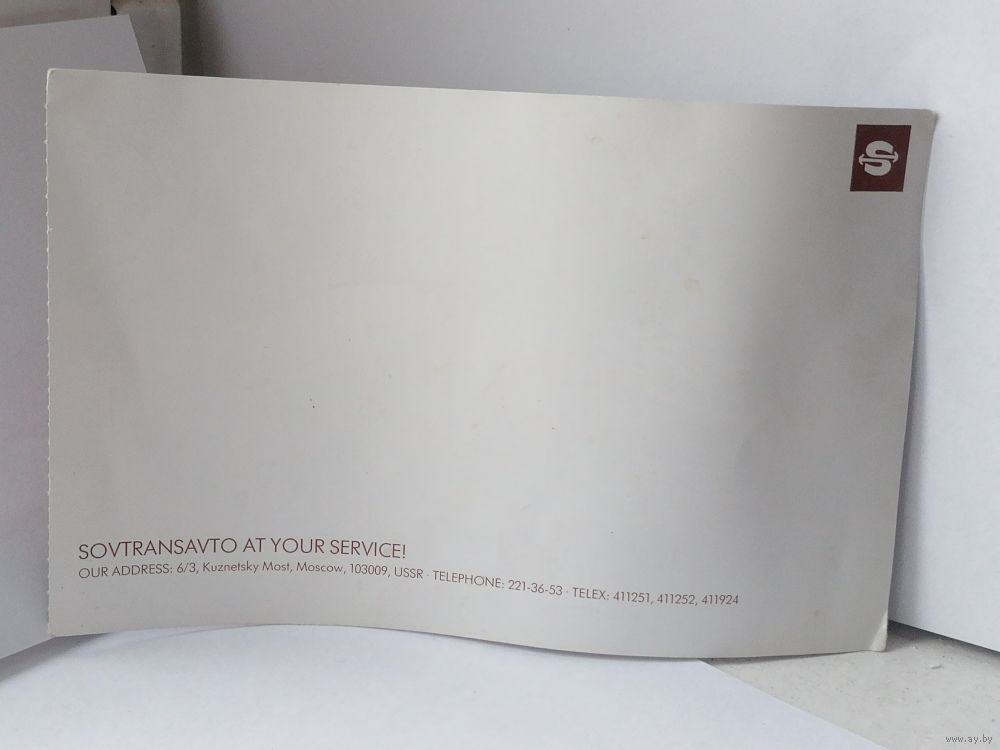 SOVTRANSAVTO AT YOUR SERVICE!
OUR ADDRESS: 6/3, Kuznetsky Most, Moscow, 103009, USSR · TELEPHONE: 221-36-53 · TELEX: 411251, 411252, 411924
www.ay.by